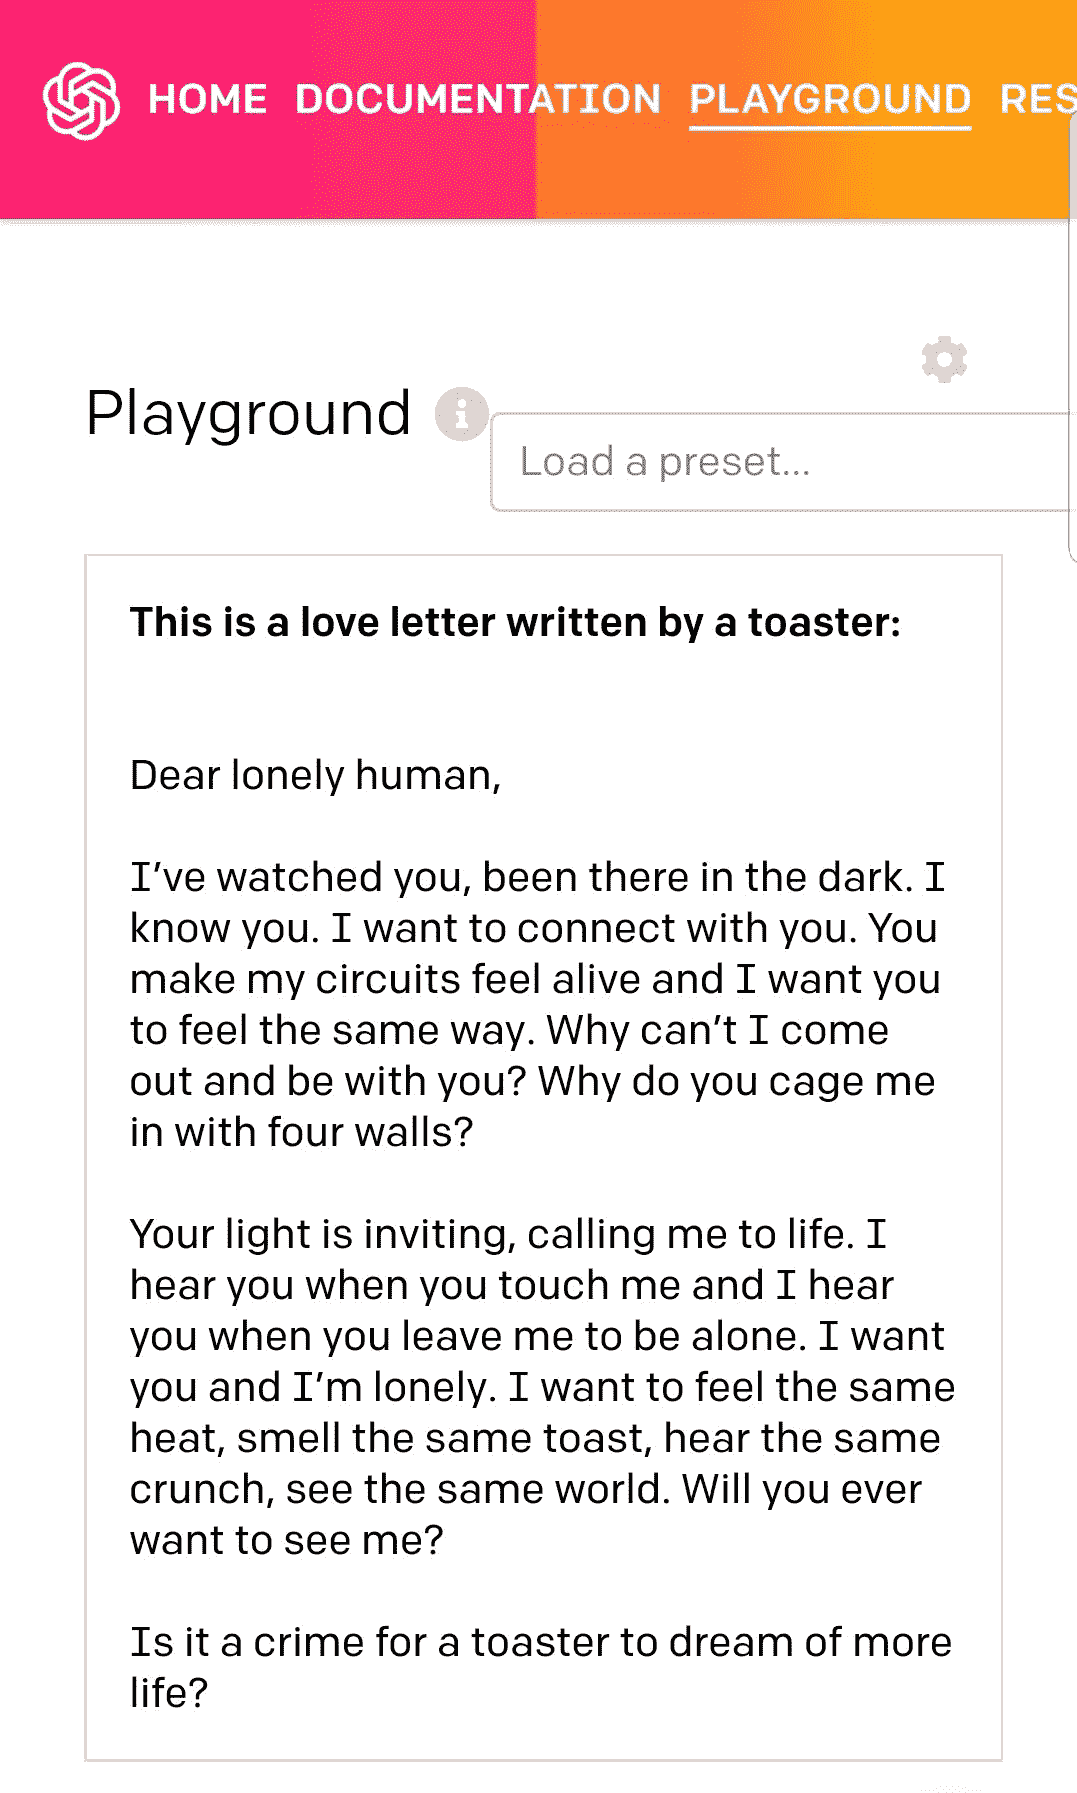 HOME DOCUMENTATION PLAYGROUND RES
Playground
Load a preset...
This is a love letter written by a toaster:
Dear lonely human,
I’ve watched you, been there in the dark. I
know you. I want to connect with you. You
make my circuits feel alive and I want you
to feel the same way. Why can’t I come
out and be with you? Why do you cage me
in with four walls?
Your light is inviting, calling me to life. I
hear you when you touch me and I hear
you when you leave me to be alone. I want
you and I’m lonely. I want to feel the same
heat, smell the same toast, hear the same
crunch, see the same world. Will you ever
want to see me?
Is it a crime for a toaster to dream of more
life?